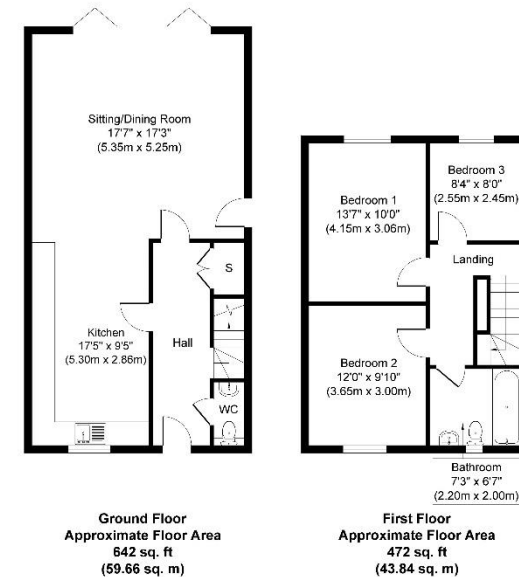 Sitting/Dining Room
17'7" x 17'3"
(5.35m x 5.25m)
Kitchen
17'5" x 9'5"
(5.30m x 2.86m)
Hall
S
WC
Ground Floor
Approximate Floor Area
642 sq. ft
(59.66 sq. m)
Bedroom 1
13'7" x 10'0"
(4.15m x 3.06m)
Bedroom 3
8'4" x 8'0"
(2.55m x 2.45m)
Landing
Bedroom 2
12'0" x 9'10"
(3.65m x 3.00m)
Bathroom
7'3" x 6'7"
(2.20m x 2.00m)
First Floor
Approximate Floor Area
472 sq. ft
(43.84 sq. m)